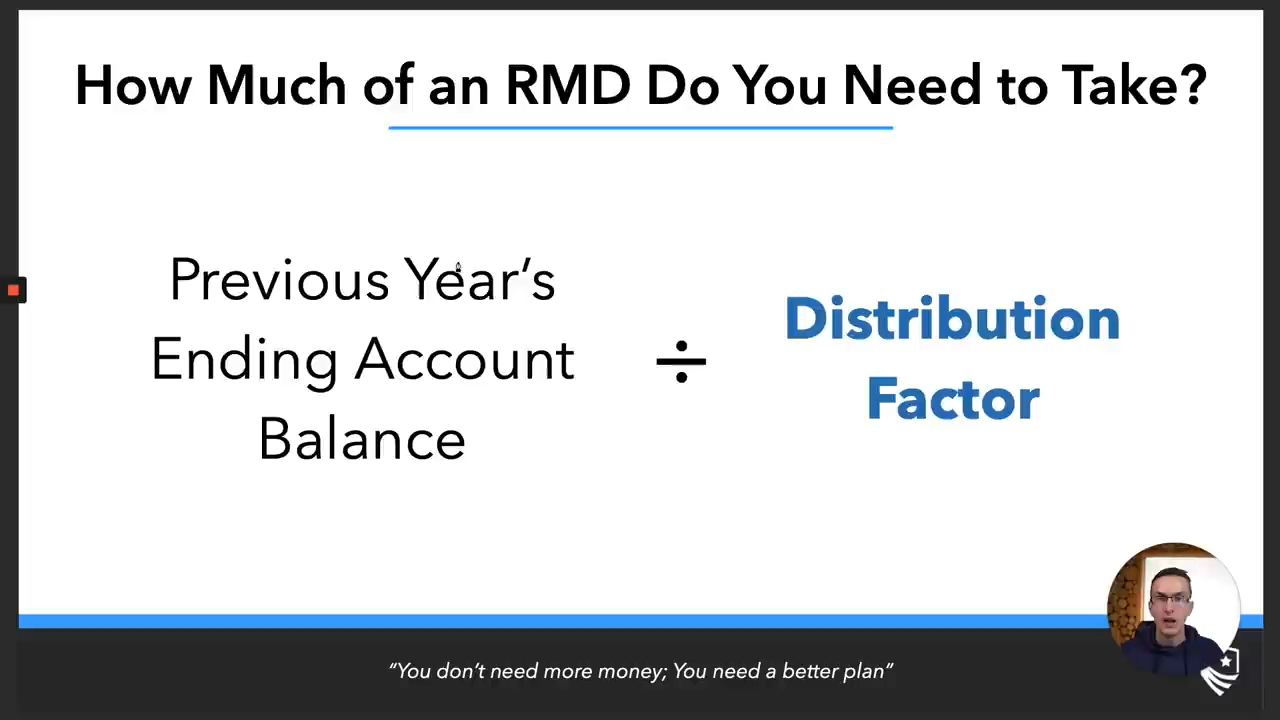 How Much of an RMD Do You Need to Take?
Previous Year’s
Ending Account
Balance
÷
Distribution
Factor
“You don’t need more money; You need a better plan”